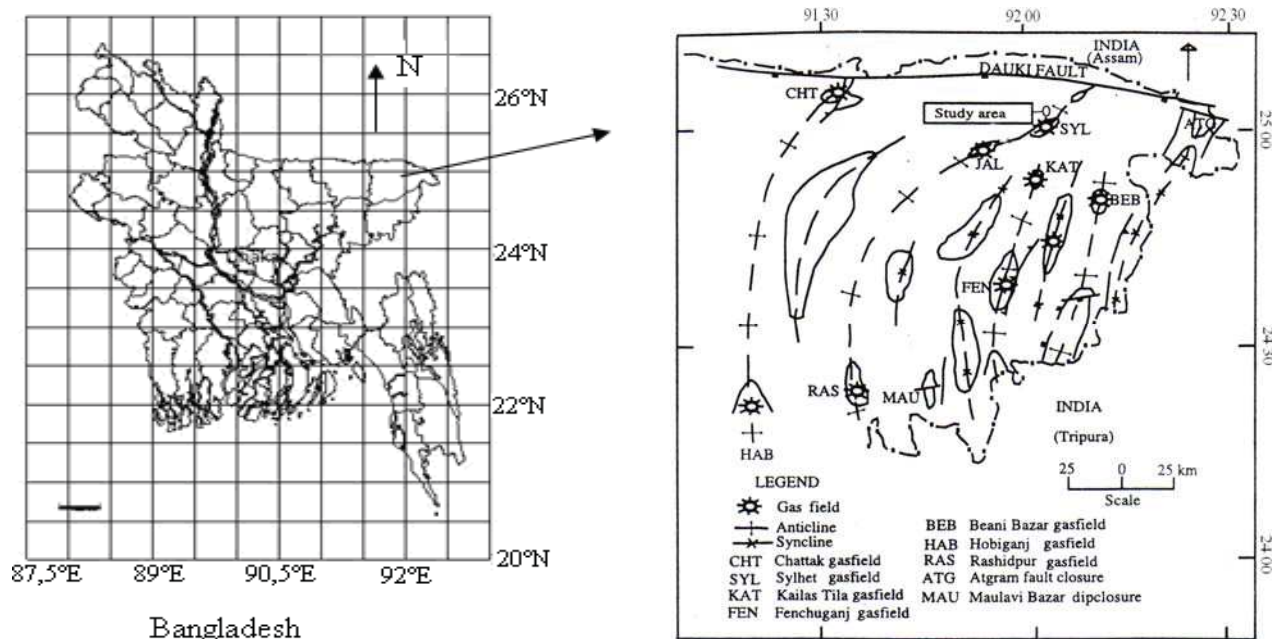 N
26°N
24°N
22°N
20°N
87,5°E 89°E 90,5°E 92°E
Bangladesh
91.30 92.00 92.30
INDIA
(Assam)
DAUKI FAULT
CHT
Study area
SYL
ATG
25.00
JAL
KAT
BEB
FEN
24.30
RAS
MAU
INDIA
(Tripura)
HAB
25 0 25 km
Scale
24.00
LEGEND
Gas field
Anticline
Syncline
CHT Chattak gasfield
SYL Sylhet gasfield
KAT Kailas Tila gasfield
FEN Fenchuganj gasfield
BEB Beani Bazar gasfield
HAB Hobiganj gasfield
RAS Rashidpur gasfield
ATG Atgram fault closure
MAU Maulavi Bazar dipclosure